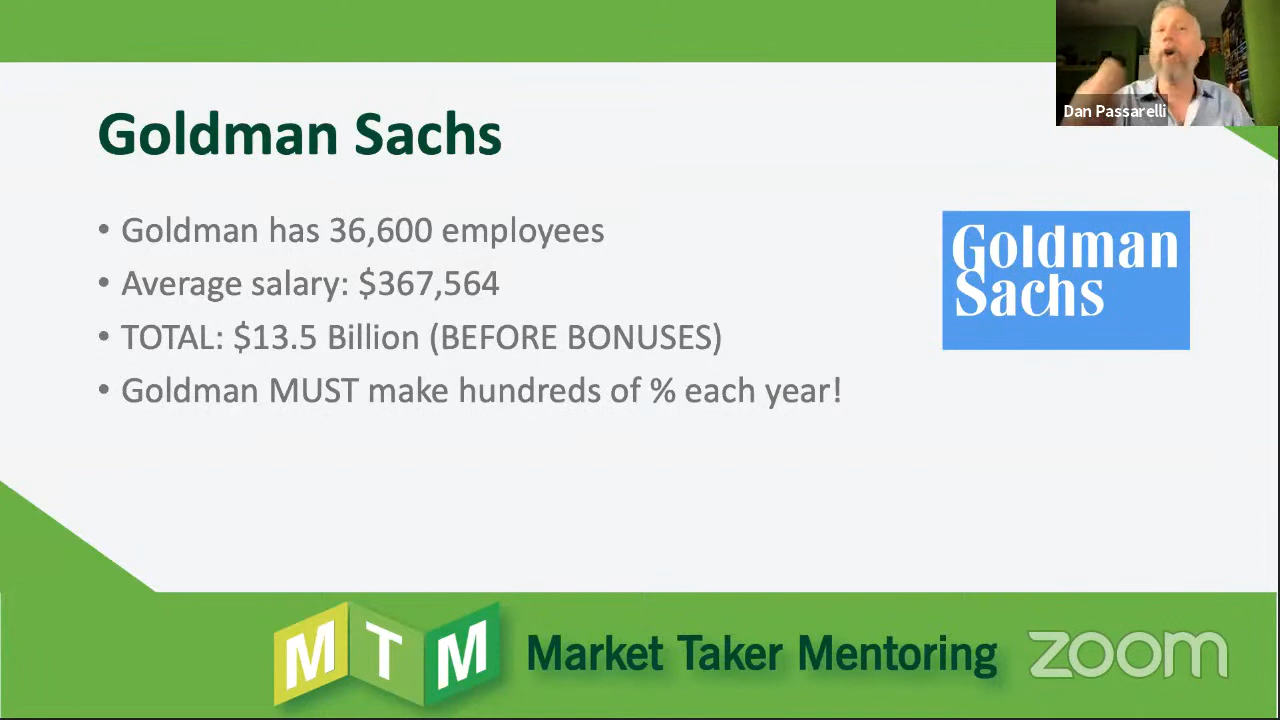 Dan Passarelli
Goldman Sachs
• Goldman has 36,600 employees
• Average salary: $367,564
• TOTAL: $13.5 Billion (BEFORE BONUSES)
• Goldman MUST make hundreds of % each year!
Goldman
Sachs
MTM Market Taker Mentoring
zoom